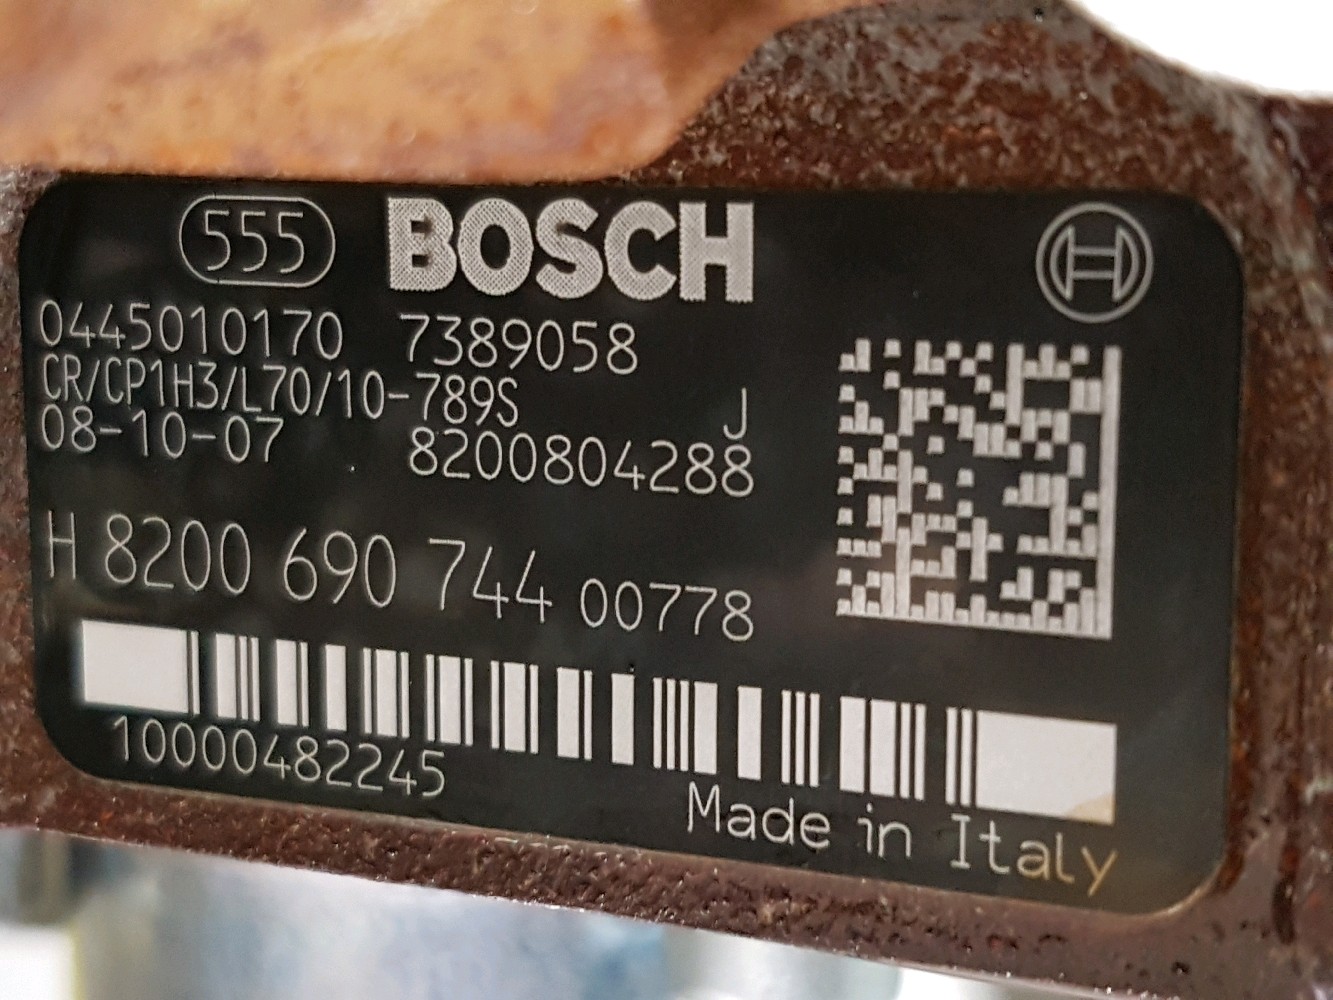 555 BOSCH
0445010170 7389058
CR/CP1H3/L70/10-789S J
08-10-07 8200804288
H 8200 690 744 00778
10000482245
Made in Italy